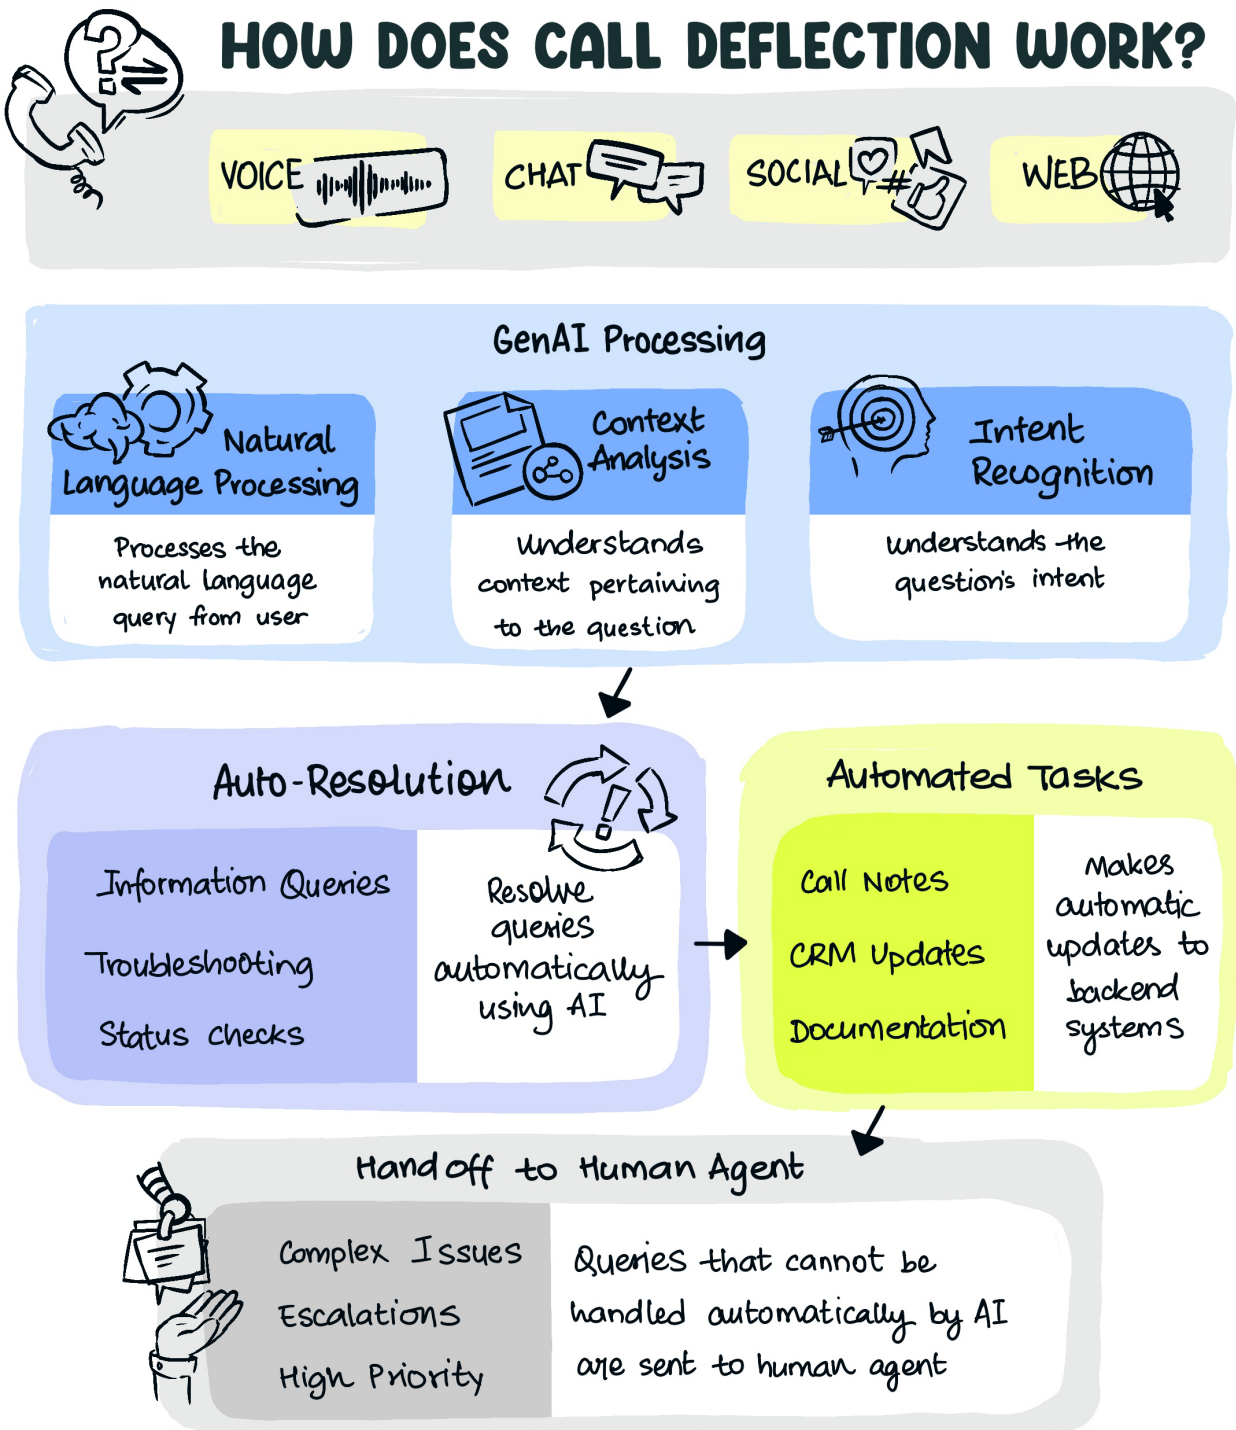 HOW DOES CALL DEFLECTION WORK?
VOICE
CHAT
SOCIAL
#
WEB
GenAI Processing
Natural
Language Processing
Processes the
natural language
query from user
Context
Analysis
Understands
context pertaining
to the question
Intent
Recognition
understands the
question's intent
Auto-Resolution
Information Queries
Troubleshooting
Status checks
Resolve
queries
automatically
using AI
Automated Tasks
Call Notes
CRM Updates
Documentation
Makes
automatic
updates to
backend
systems
Handoff to Human Agent
Complex Issues
Escalations
High Priority
Queries that cannot be
handled automatically by AI
are sent to human agent